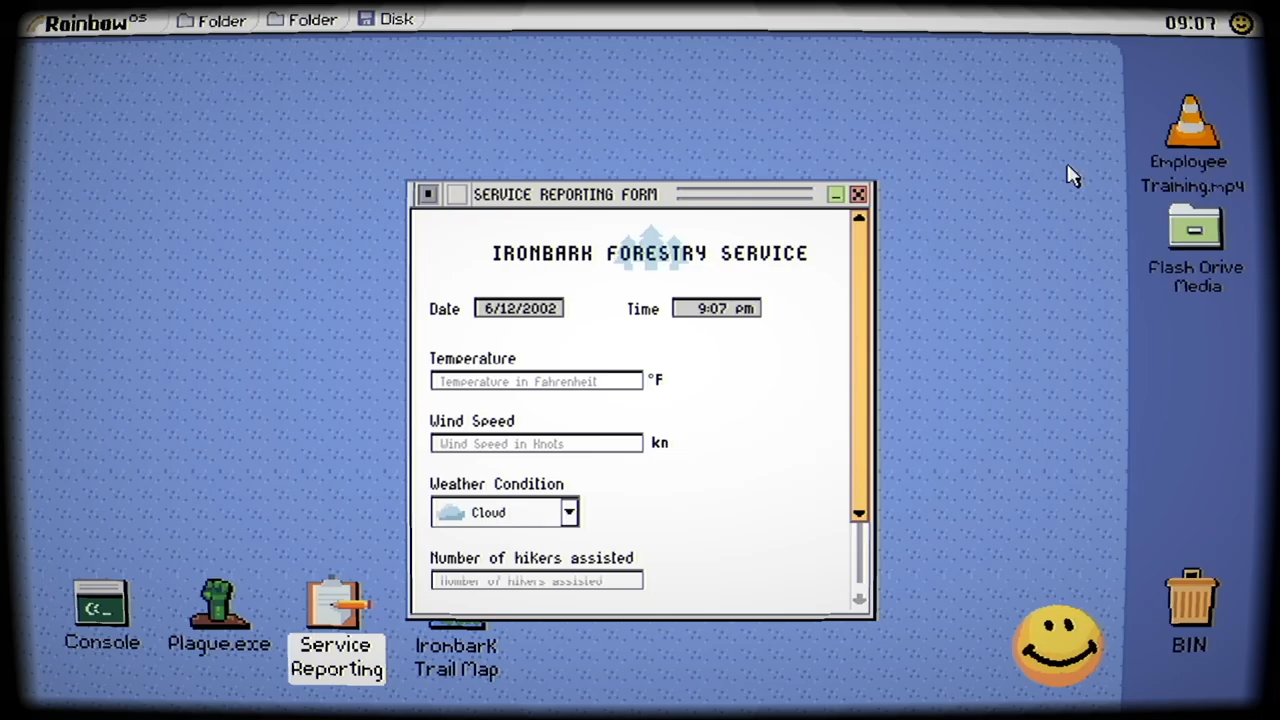 Rainbow OS Folder Folder Disk 09:07
Employee
Training.mp4
Flash Drive
Media
SERVICE REPORTING FORM
IRONBARK FORESTRY SERVICE
Date 6/12/2002 Time 9:07 pm
Temperature
Temperature in Fahrenheit °F
Wind Speed
Wind Speed in Knots kn
Weather Condition
Cloud
Number of hikers assisted
Number of hikers assisted
Console
Plague.exe
Service
Reporting
Ironbark
Trail Map
BIN